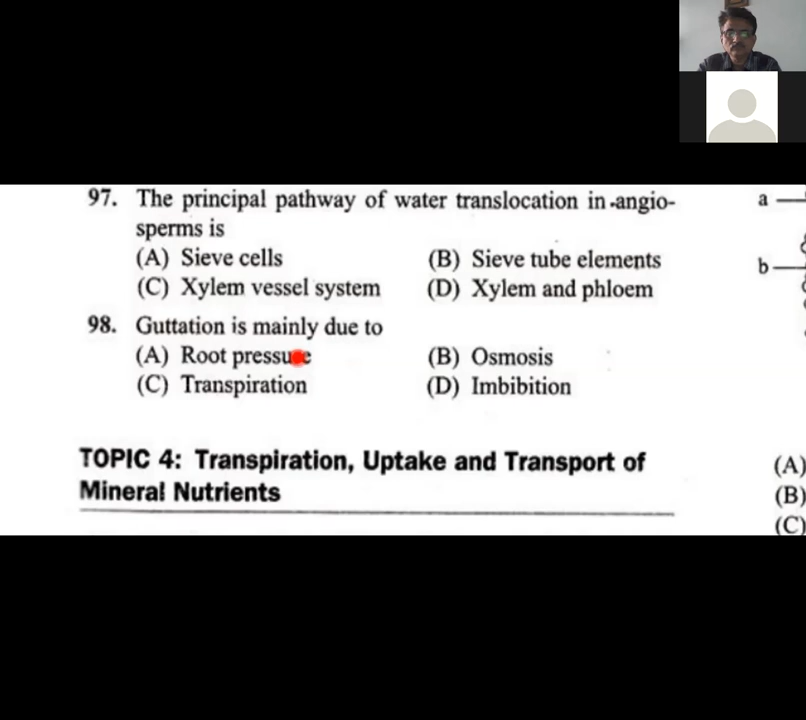 97. The principal pathway of water translocation in angio-
sperms is
(A) Sieve cells (B) Sieve tube elements
(C) Xylem vessel system (D) Xylem and phloem
98. Guttation is mainly due to
(A) Root pressure (B) Osmosis
(C) Transpiration (D) Imbibition
TOPIC 4: Transpiration, Uptake and Transport of
Mineral Nutrients
a
b
(A)
(B)
(C)